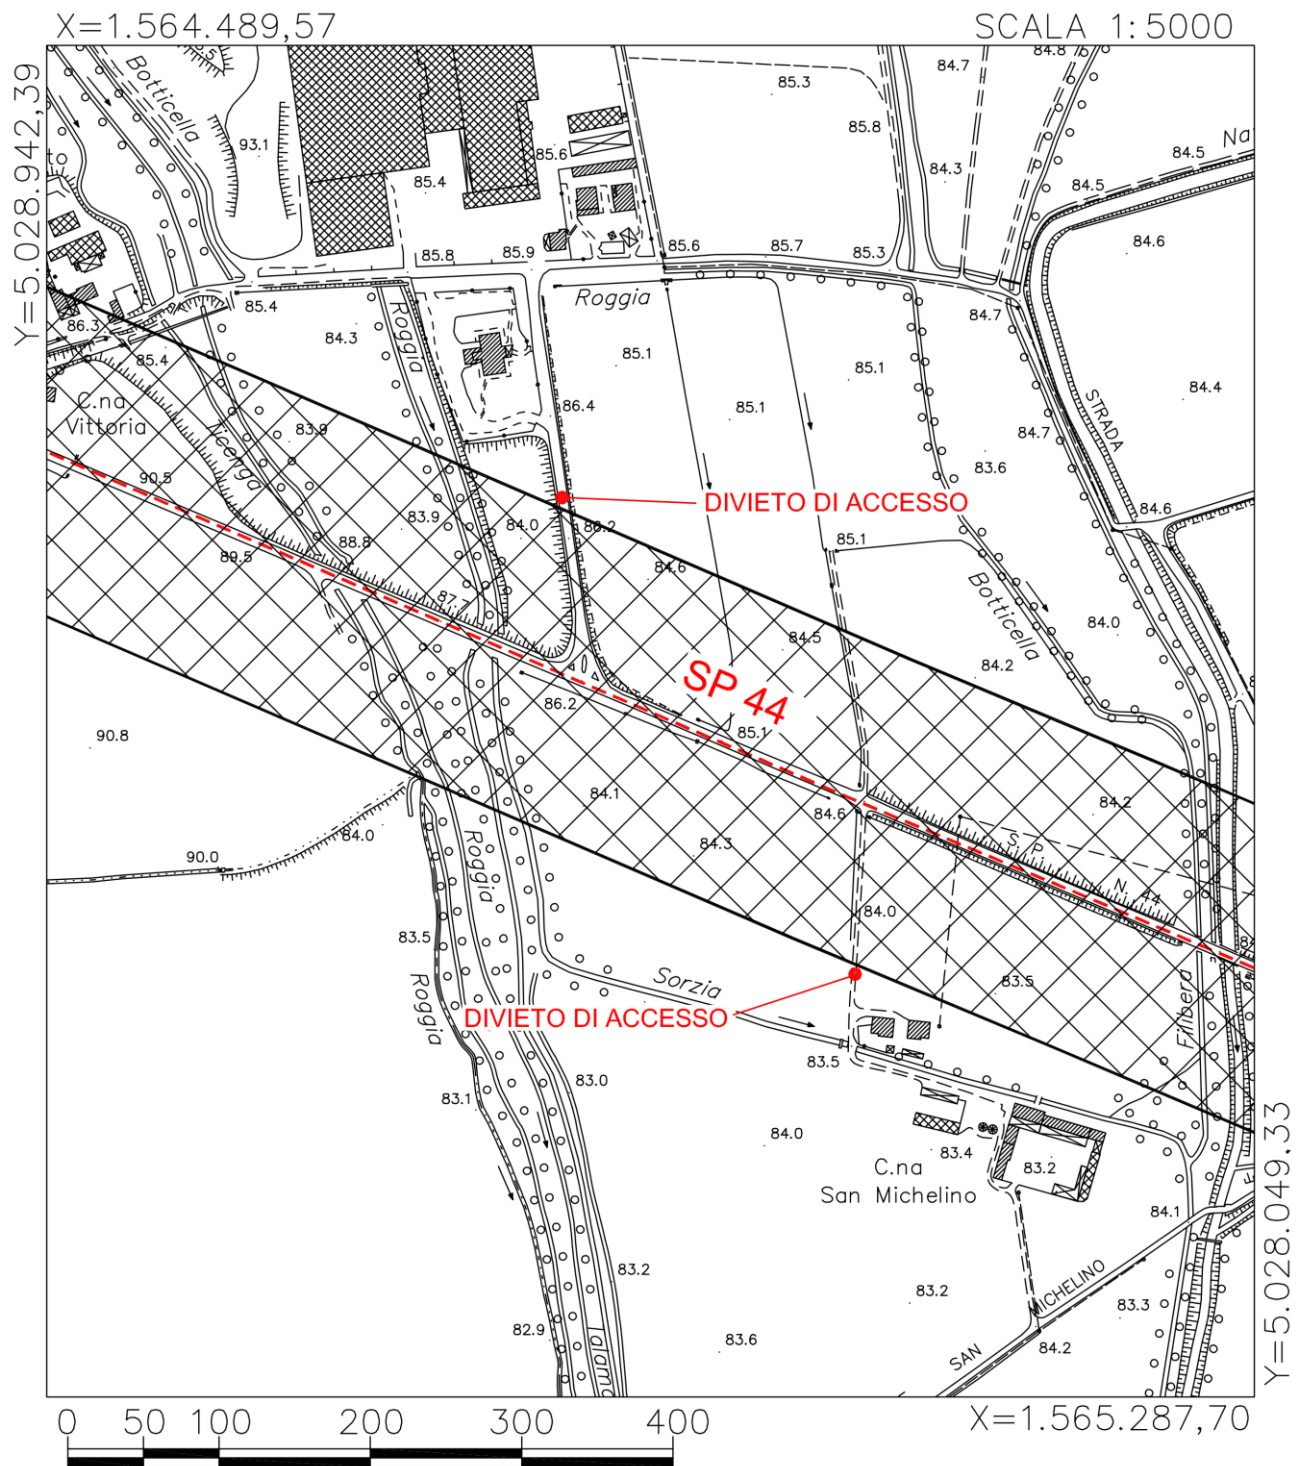 X=1.564.489,57
SCALA 1:5000
Y=5.028.942,39
84.8
84.7
Botticella
85.3
85.8
93.1
85.6
84.5
85.4
84.3
84.5
84.6
85.8
85.9
85.6
85.7
85.3
85.4
Roggia
84.7
86.3
84.3
Roggia
85.4
85.1
85.1
84.4
C.na
Vittoria
83.9
86.4
85.1
84.7
STRADA
83.6
90.5
83.9
84.0
DIVIETO DI ACCESSO
86.2
84.6
89.5
88.8
84.6
85.1
Botticella
87.7
84.5
84.0
84.2
SP 44
86.2
85.1
90.8
84.1
84.6
84.2
84.0
Roggia
84.3
S. P.
N. 44
90.0
84.0
83.5
Roggia
Sorzia
83.5
Filibera
DIVIETO DI ACCESSO
83.5
83.0
83.1
84.0
83.4
83.2
C.na
San Michelino
84.1
Y=5.028.049,33
83.2
83.2
MICHELINO
83.3
82.9
83.6
SAN
84.2
0 50 100 200 300 400
X=1.565.287,70